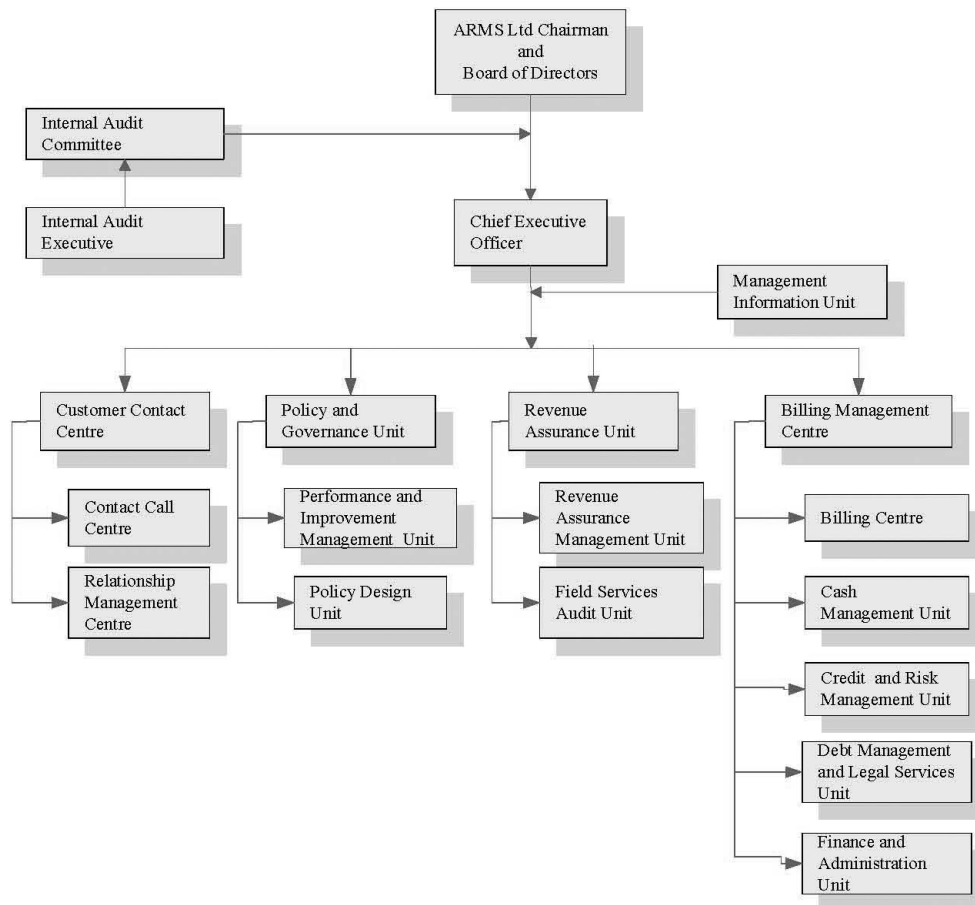 ARMS Ltd Chairman
and
Board of Directors
Internal Audit
Committee
Internal Audit
Executive
Chief Executive
Officer
Management
Information Unit
Customer Contact
Centre
Policy and
Governance Unit
Revenue
Assurance Unit
Billing Management
Centre
Contact Call
Centre
Performance and
Improvement
Management Unit
Revenue
Assurance
Management Unit
Billing Centre
Relationship
Management
Centre
Policy Design
Unit
Field Services
Audit Unit
Cash
Management Unit
Credit and Risk
Management Unit
Debt Management
and Legal Services
Unit
Finance and
Administration
Unit